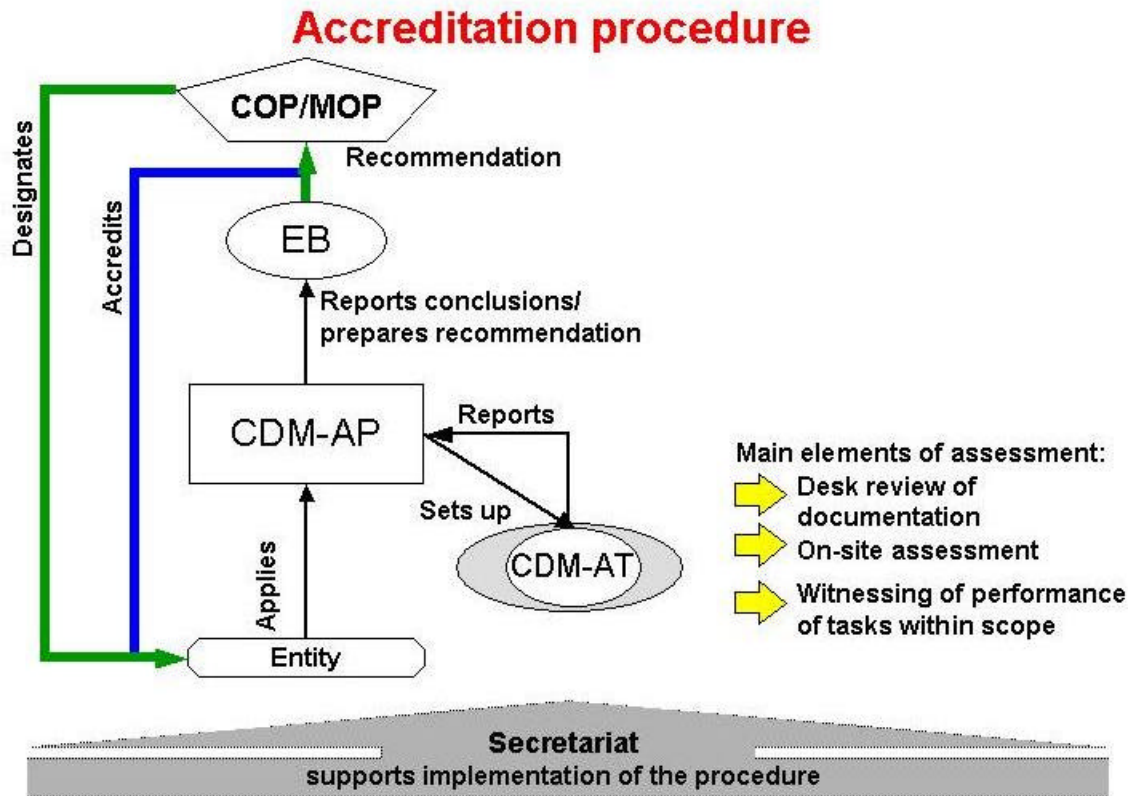 Accreditation procedure
COP/MOP
Recommendation
Designates
Accredits
EB
Reports conclusions/
prepares recommendation
CDM-AP
Reports
Sets up
CDM-AT
Applies
Entity
Main elements of assessment:
Desk review of
documentation
On-site assessment
Witnessing of performance
of tasks within scope
Secretariat
supports implementation of the procedure